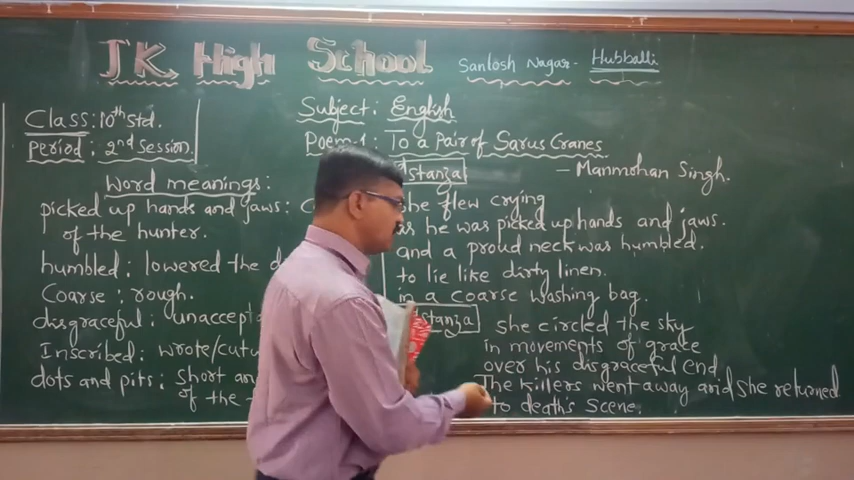 JK High School Santosh Nagar- Hubballi
Class: 10th std.
Period: 2nd Session.
Subject: English
Poem: To a Pair of Sarus Cranes
- Manmohan Singh.
Word meanings:
picked up hands and jaws:
of the hunter.
humbled: lowered the
Coarse: rough.
disgraceful:
Inscribed: wrote/
dots and pits: short
of the
stanza
she flew crying
as he was picked up hands and jaws.
and a proud neck was humbled.
to lie like dirty linen.
in a coarse washing bag.
stanza
she circled the sky
in movements of grace
over his disgraceful end
The killers went away and she returned
to death's scene.